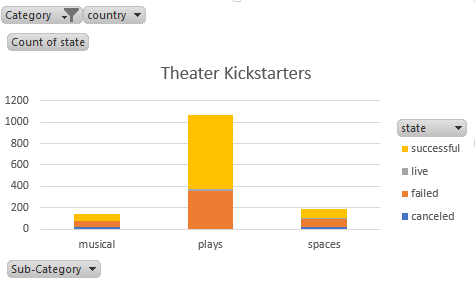 Category country
Count of state
Theater Kickstarters
1200
1000
800
600
400
200
0
musical plays spaces
state
successful
live
failed
canceled
Sub-Category